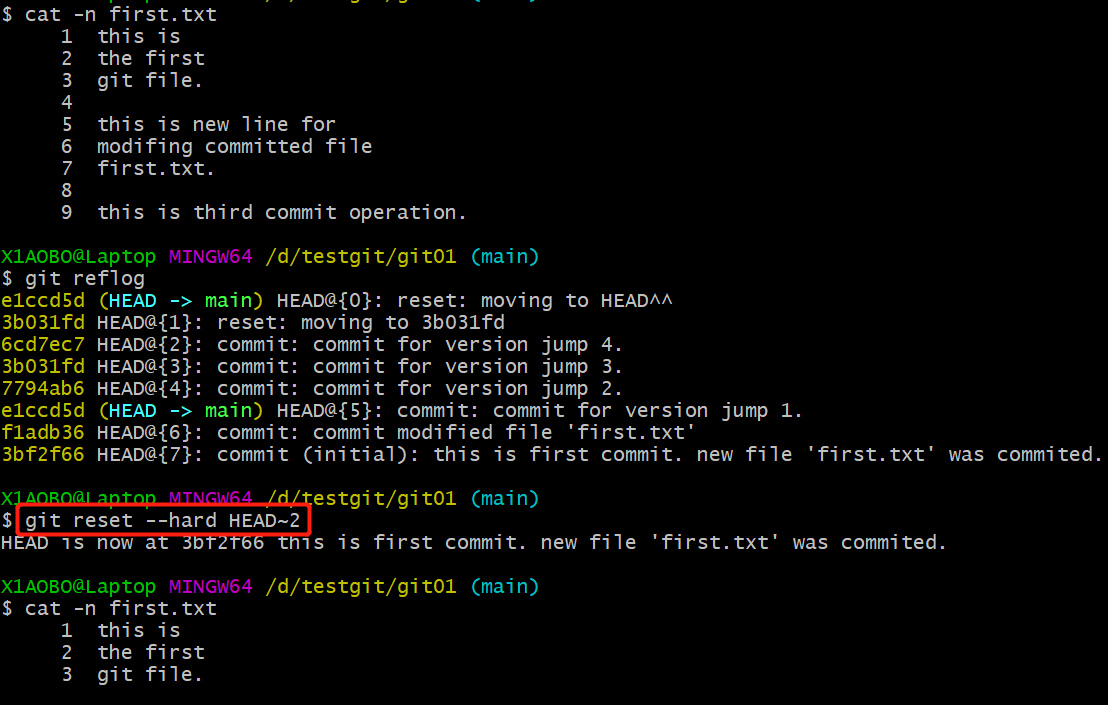 $ cat -n first.txt
     1  this is
     2  the first
     3  git file.
     4
     5  this is new line for
     6  modifing committed file
     7  first.txt.
     8
     9  this is third commit operation.
X1AOBO@Laptop MINGW64 /d/testgit/git01 (main)
$ git reflog
e1ccd5d (HEAD -> main) HEAD@{0}: reset: moving to HEAD^^
3b031fd HEAD@{1}: reset: moving to 3b031fd
6cd7ec7 HEAD@{2}: commit: commit for version jump 4.
3b031fd HEAD@{3}: commit: commit for version jump 3.
7794ab6 HEAD@{4}: commit: commit for version jump 2.
e1ccd5d (HEAD -> main) HEAD@{5}: commit: commit for version jump 1.
f1adb36 HEAD@{6}: commit: commit modified file 'first.txt'
3bf2f66 HEAD@{7}: commit (initial): this is first commit. new file 'first.txt' was commited.
X1AOBO@Laptop MINGW64 /d/testgit/git01 (main)
$ git reset --hard HEAD~2
HEAD is now at 3bf2f66 this is first commit. new file 'first.txt' was commited.
X1AOBO@Laptop MINGW64 /d/testgit/git01 (main)
$ cat -n first.txt
     1  this is
     2  the first
     3  git file.